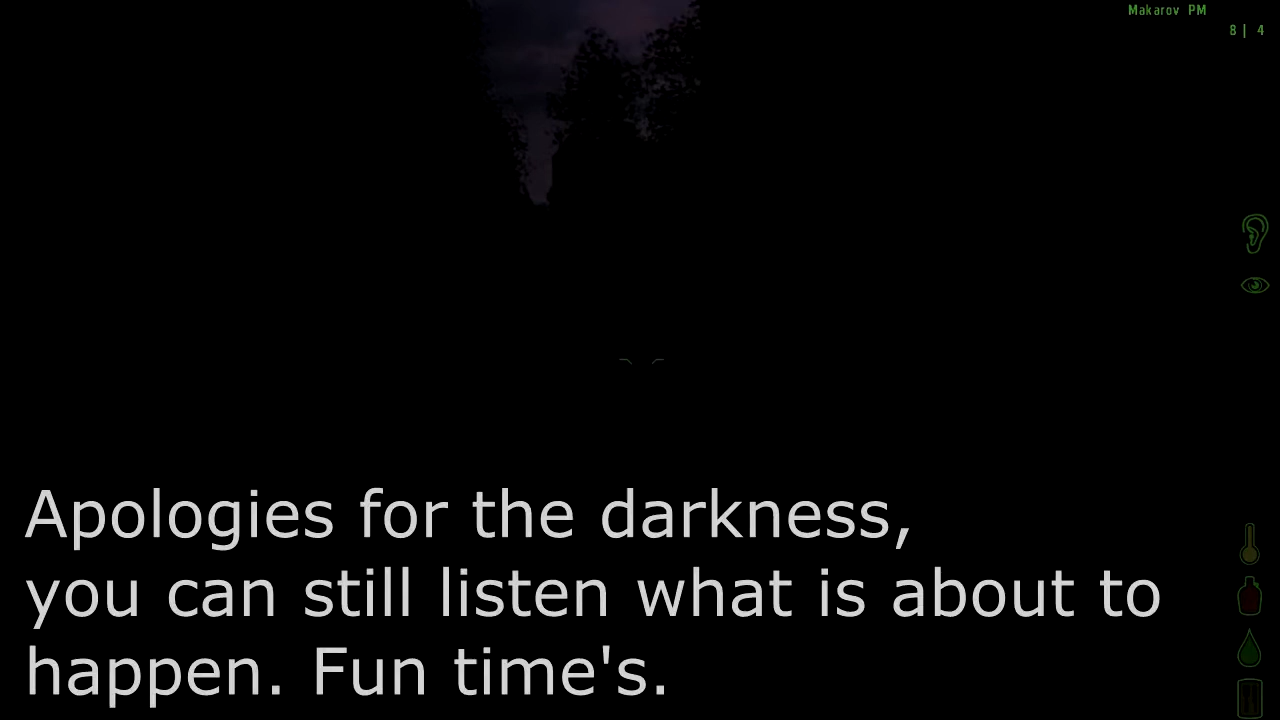 Makarov PM
8| 4
Apologies for the darkness,
you can still listen what is about to
happen. Fun time's.